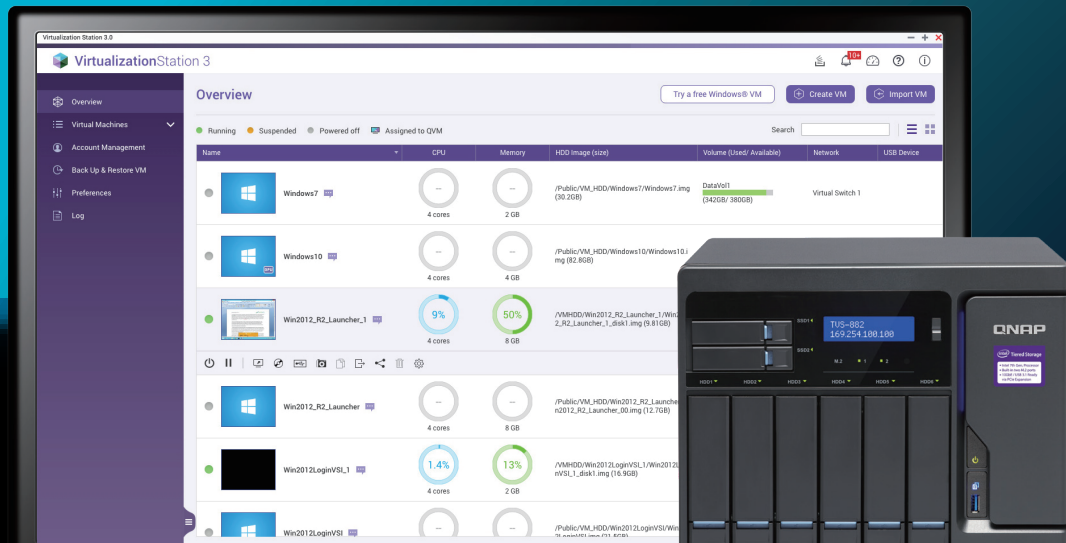 Virtualization Station 3.0
VirtualizationStation 3
10+
Overview
Virtual Machines
Account Management
Back Up & Restore VM
Preferences
Log
Overview
Try a free Windows® VM
Create VM
Import VM
Running
Suspended
Powered off
Assigned to QVM
Search
Name
CPU
Memory
HDD Image (size)
Volume (Used/ Available)
Network
USB Device
Windows7
--
4 cores
--
2 GB
/Public/VM_HDD/Windows7/Windows7.img
(30.2GB)
DataVol1
(342GB/ 380GB)
Virtual Switch 1
Windows10
--
4 cores
--
4 GB
/Public/VM_HDD/Windows10/Windows10.i
mg (82.8GB)
Win2012_R2_Launcher_1
9%
4 cores
50%
8 GB
/VMHDD/Win2012_R2_Launcher_1/Win
2_R2_Launcher_1_disk1.img (9.81GB)
Win2012_R2_Launcher
--
4 cores
--
8 GB
/Public/VM_HDD/Win2012_R2_Launche
n2012_R2_Launcher_00.img (12.7GB)
Win2012LoginVSI_1
1.4%
4 cores
13%
2 GB
/VMHDD/Win2012LoginVSI_1/Win2012
nVSI_1_disk1.img (16.9GB)
Win2012LoginVSI
--
--
/Public/VM_HDD/Win2012LoginVSI/Win
SSD1
SSD2
TVS-882
169.254.100.100
M.2
1
2
HDD1
HDD2
HDD3
HDD4
HDD5
HDD6
QNAP
Tiered Storage